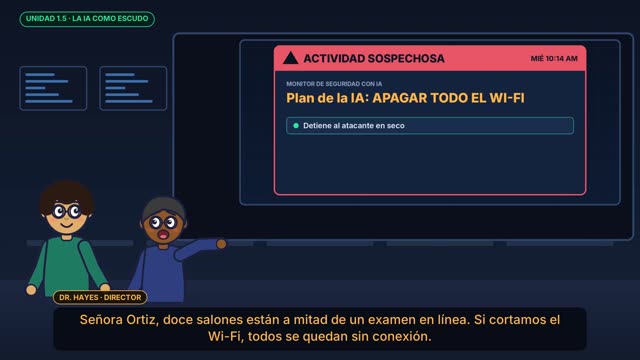 UNIDAD 1.5 · LA IA COMO ESCUDO
ACTIVIDAD SOSPECHOSA
MIÉ 10:14 AM
MONITOR DE SEGURIDAD CON IA
Plan de la IA: APAGAR TODO EL WI-FI
Detiene al atacante en seco
DR. HAYES · DIRECTOR
Señora Ortiz, doce salones están a mitad de un examen en línea. Si cortamos el
Wi-Fi, todos se quedan sin conexión.